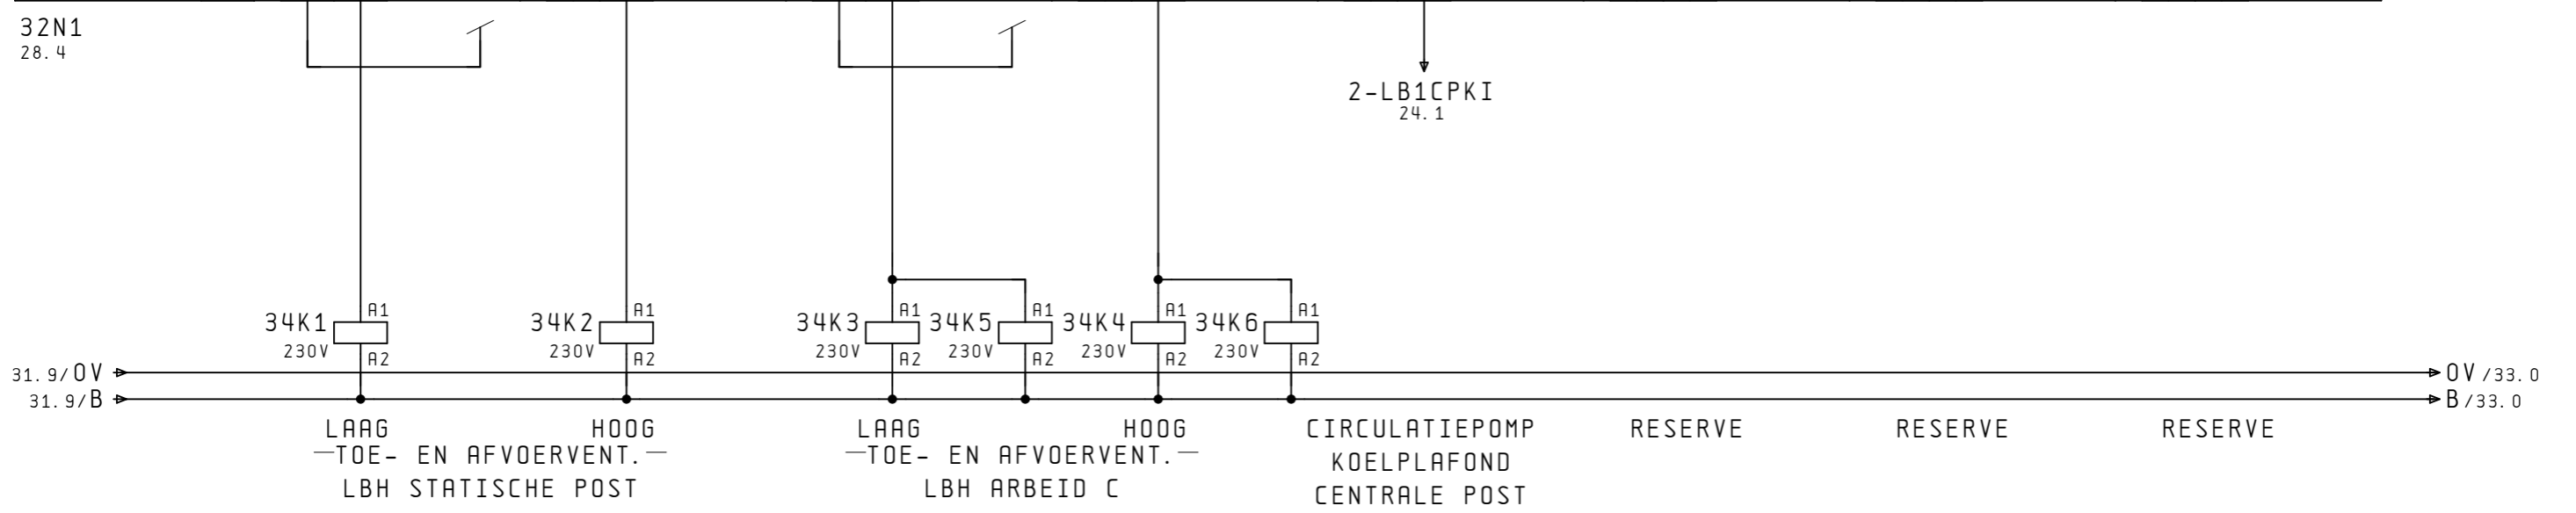 32N1
28.4
2-LB1CPKI
24.1
A1 A1 A1 A1 A1 A1
34K1 34K2 34K3 34K5 34K4 34K6
230V 230V 230V 230V 230V 230V
A2 A2 A2 A2 A2 A2
31.9/0V 0V/33.0
31.9/B B/33.0
LAAG HOOG LAAG HOOG CIRCULATIEPOMP RESERVE RESERVE RESERVE
TOE- EN AFVOERVENT. TOE- EN AFVOERVENT. KOELPLAFOND
LBH STATISCHE POST LBH ARBEID C CENTRALE POST